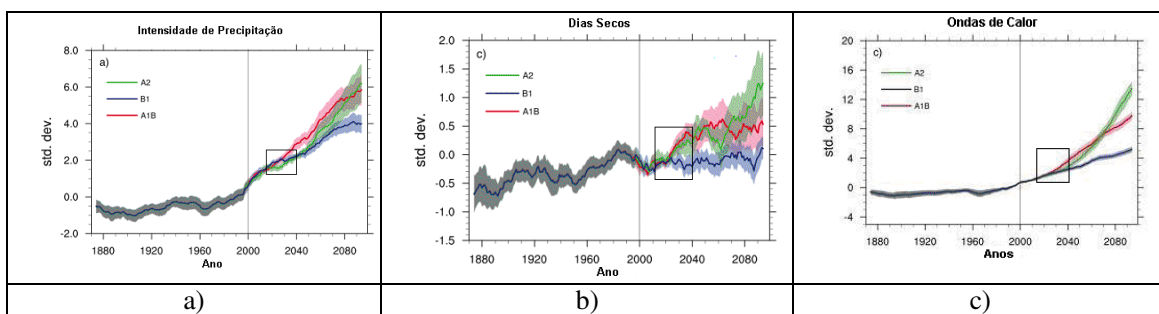 Intensidade de Precipitação
8.0
6.0
4.0
2.0
0.0
-2.0
std. dev.
a)
A2
B1
A1B
1880 1920 1960 2000 2040 2080
Ano
a)
Dias Secos
2.0
1.5
1.0
0.5
0.0
-0.5
-1.0
-1.5
std. dev.
c)
A2
B1
A1B
1880 1920 1960 2000 2040 2080
Ano
b)
Ondas de Calor
20
16
12
8
4
0
-4
std. dev.
c)
A2
B1
A1B
1880 1920 1960 2000 2040 2080
Anos
c)